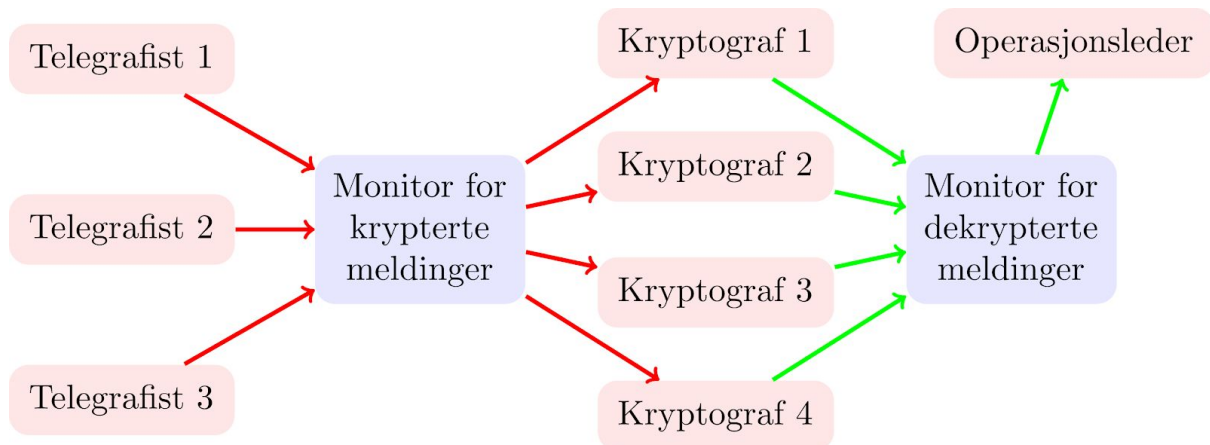 Telegrafist 1
Telegrafist 2
Telegrafist 3
Monitor for
krypterte
meldinger
Kryptograf 1
Kryptograf 2
Kryptograf 3
Kryptograf 4
Monitor for
dekrypterte
meldinger
Operasjonsleder